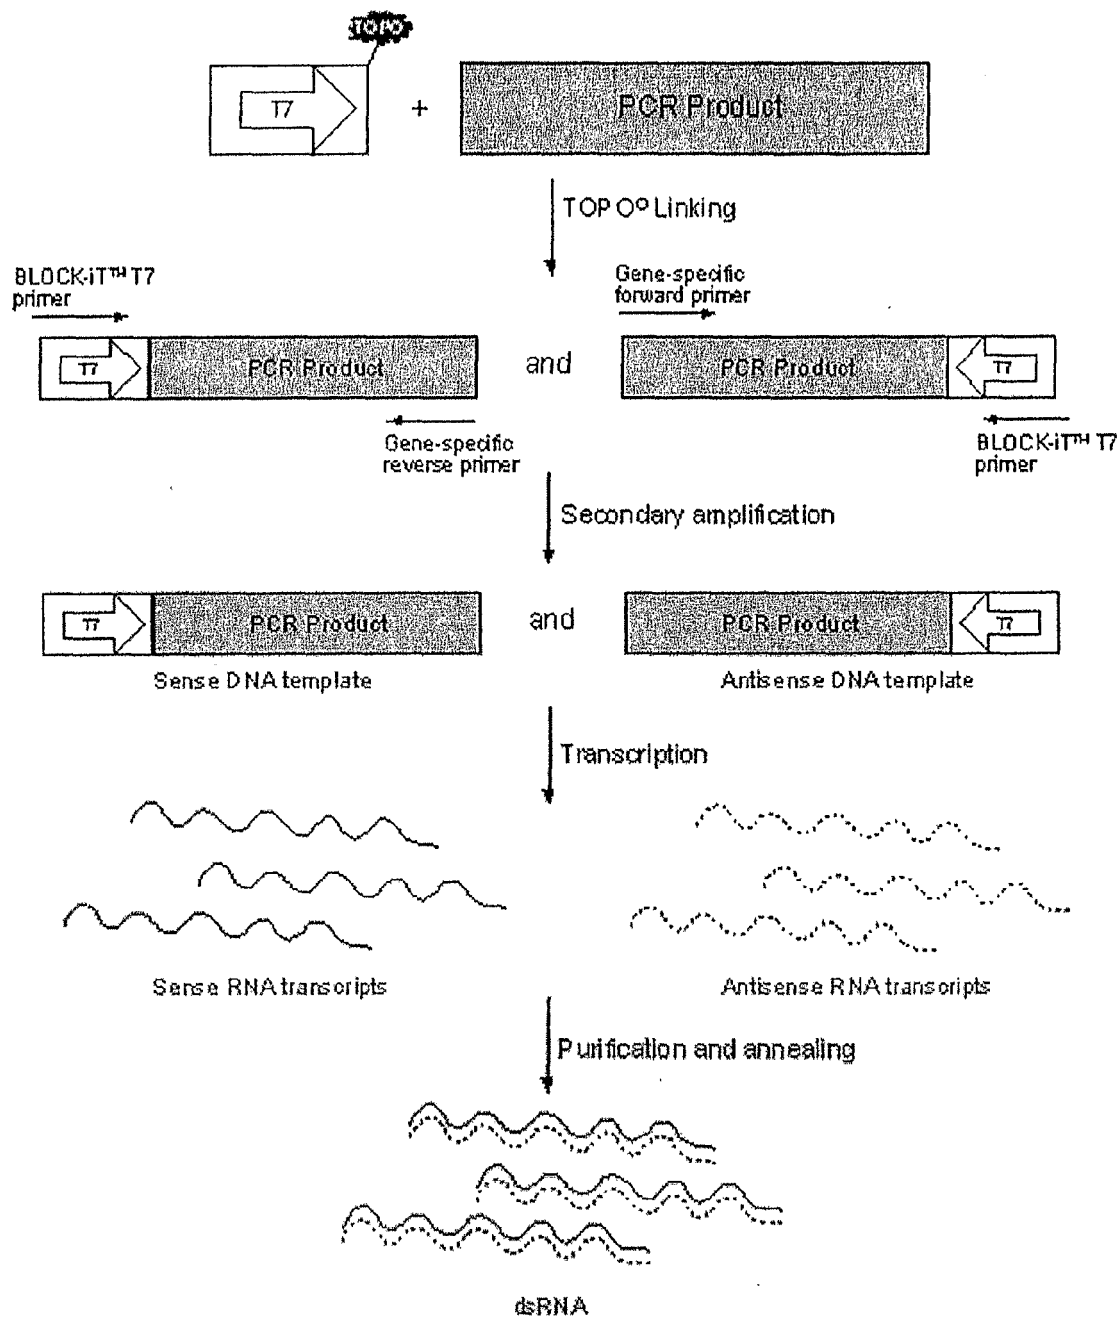 TOPO
T7
+
PCR Product
TOPO® Linking
BLOCK-iT™ T7
primer
Gene-specific
forward primer
T7
PCR Product
and
PCR Product
T7
Gene-specific
reverse primer
BLOCK-iT™ T7
primer
Secondary amplification
T7
PCR Product
and
PCR Product
T7
Sense DNA template
Antisense DNA template
Transcription
Sense RNA transcripts
Antisense RNA transcripts
Purification and annealing
dsRNA